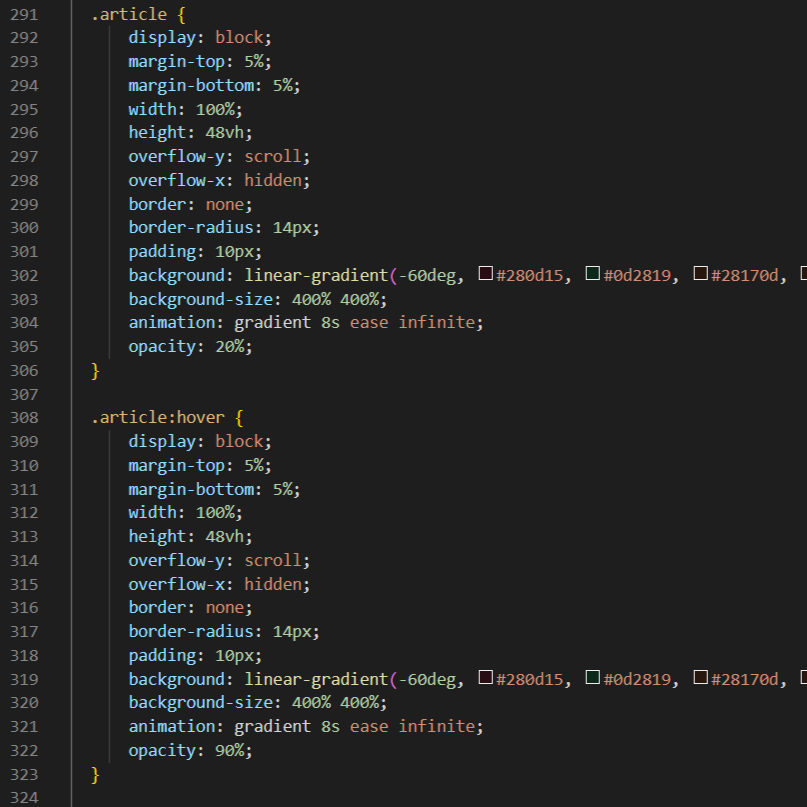 291 .article {
292 display: block;
293 margin-top: 5%;
294 margin-bottom: 5%;
295 width: 100%;
296 height: 48vh;
297 overflow-y: scroll;
298 overflow-x: hidden;
299 border: none;
300 border-radius: 14px;
301 padding: 10px;
302 background: linear-gradient(-60deg, #280d15, #0d2819, #28170d,
303 background-size: 400% 400%;
304 animation: gradient 8s ease infinite;
305 opacity: 20%;
306 }
307
308 .article:hover {
309 display: block;
310 margin-top: 5%;
311 margin-bottom: 5%;
312 width: 100%;
313 height: 48vh;
314 overflow-y: scroll;
315 overflow-x: hidden;
316 border: none;
317 border-radius: 14px;
318 padding: 10px;
319 background: linear-gradient(-60deg, #280d15, #0d2819, #28170d,
320 background-size: 400% 400%;
321 animation: gradient 8s ease infinite;
322 opacity: 90%;
323 }
324